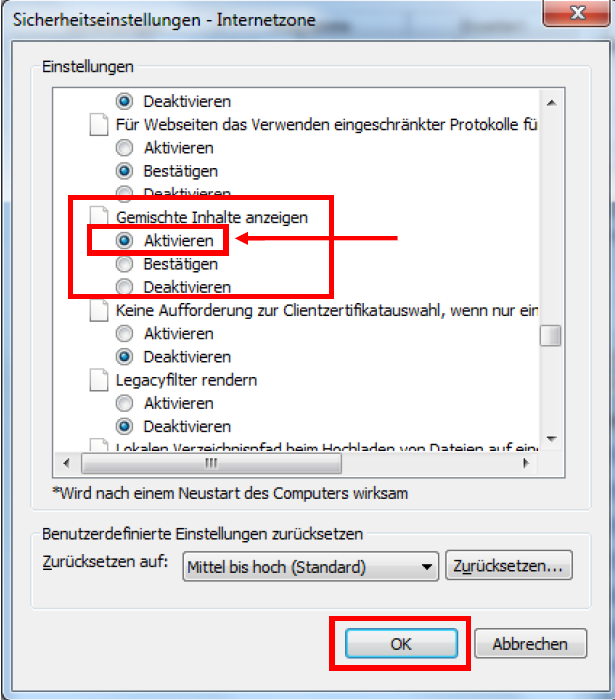 Sicherheitseinstellungen - Internetzone
Einstellungen
Deaktivieren
Für Webseiten das Verwenden eingeschränkter Protokolle fü
Aktivieren
Bestätigen
Deaktivieren
Gemischte Inhalte anzeigen
Aktivieren
Bestätigen
Deaktivieren
Keine Aufforderung zur Clientzertifikatauswahl, wenn nur ein
Aktivieren
Deaktivieren
Legacyfilter rendern
Aktivieren
Deaktivieren
Lokalen Verzeichnispfad beim Hochladen von Dateien auf ein
*Wird nach einem Neustart des Computers wirksam
Benutzerdefinierte Einstellungen zurücksetzen
Zurücksetzen auf: Mittel bis hoch (Standard) Zurücksetzen...
OK Abbrechen